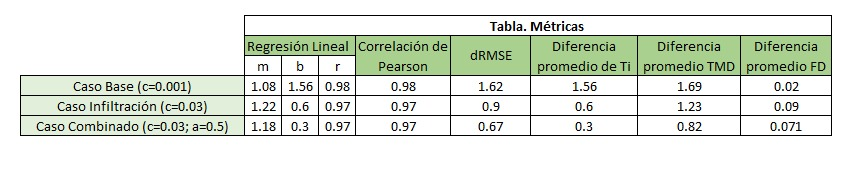 Tabla. Métricas
Regresión Lineal Correlación de Pearson dRMSE Diferencia promedio de Ti Diferencia promedio TMD Diferencia promedio FD
m b r
Caso Base (c=0.001) 1.08 1.56 0.98 0.98 1.62 1.56 1.69 0.02
Caso Infiltración (c=0.03) 1.22 0.6 0.97 0.97 0.9 0.6 1.23 0.09
Caso Combinado (c=0.03; a=0.5) 1.18 0.3 0.97 0.97 0.67 0.3 0.82 0.071